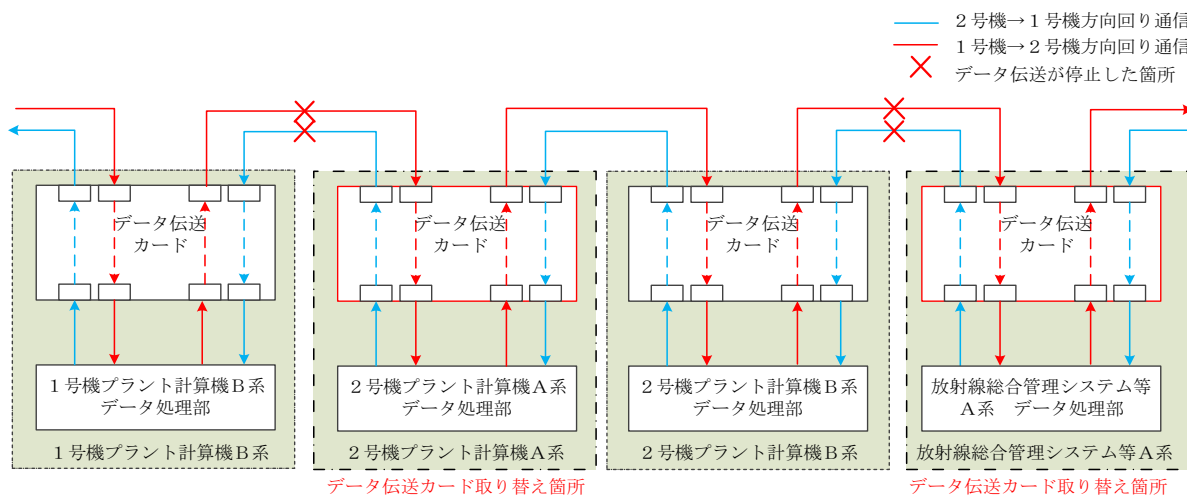 ２号機→１号機方向回り通信
１号機→２号機方向回り通信
データ伝送が停止した箇所
データ伝送
カード
データ伝送
カード
データ伝送
カード
データ伝送
カード
１号機プラント計算機Ｂ系
データ処理部
２号機プラント計算機Ａ系
データ処理部
２号機プラント計算機Ｂ系
データ処理部
放射線総合管理システム等
Ａ系　データ処理部
１号機プラント計算機Ｂ系
２号機プラント計算機Ａ系
２号機プラント計算機Ｂ系
放射線総合管理システム等Ａ系
データ伝送カード取り替え箇所
データ伝送カード取り替え箇所